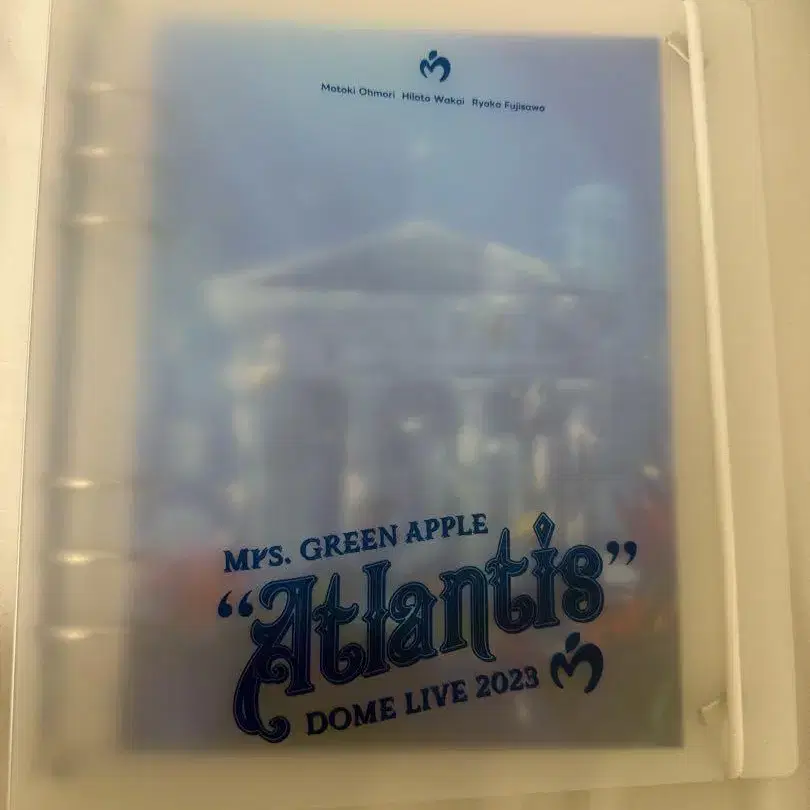 Motoki Ohmori Hiloto Wakai Ryoka Fujisawa
MRS. GREEN APPLE
“Atlantis”
DOME LIVE 2023